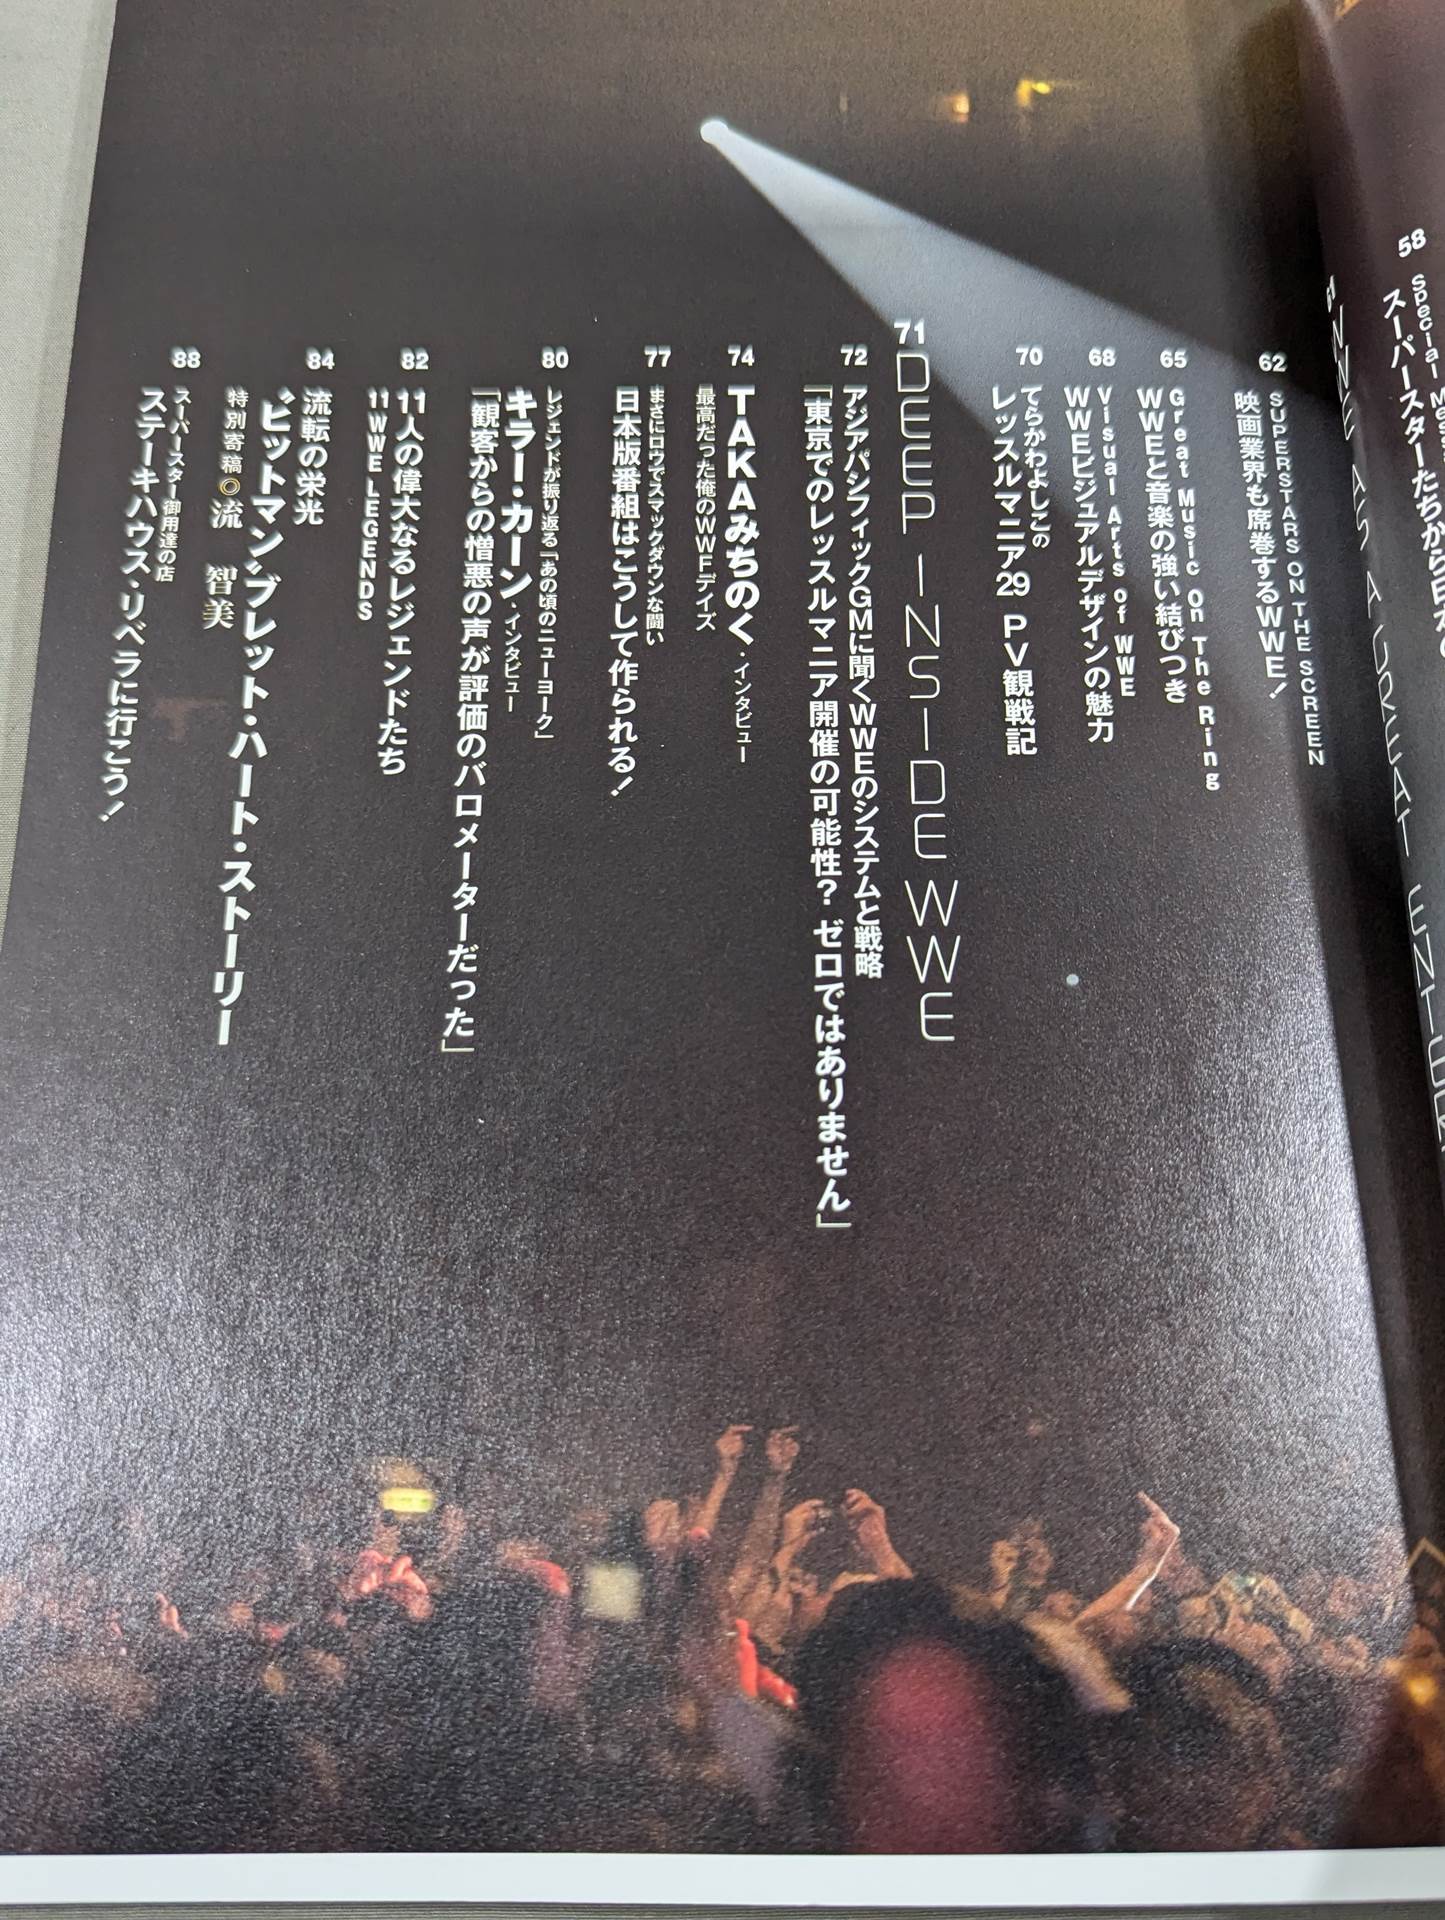 58
スーパースターたちから日本
61
WWE AS A GREAT ENTER
62
SUPERSTARS ON THE SCREEN
映画業界も席巻するWWE!
65
Great Music On The Ring
WWEと音楽の強い結びつき
68
Visual Arts of WWE
WWEビジュアルデザインの魅力
70
てらかわよしこの
レッスルマニア29 PV観戦記
71
DEEP INSIDE WWE
72
アジアパシフィックGMに聞くWWEのシステムと戦略
「東京でのレッスルマニア開催の可能性? ゼロではありません」
74
TAKAみちのく・インタビュー
最高だった俺のWWFデイズ
77
まさにロウでスマックダウンな闘い
日本版番組はこうして作られる!
80
レジェンドが振り返る「あの頃のニューヨーク」
キラー・カーン・インタビュー
「観客からの憎悪の声が評価のバロメーターだった」
82
11人の偉大なるレジェンドたち
11 WWE LEGENDS
84
流転の栄光
〝ヒットマン〟ブレット・ハート・ストーリー
特別寄稿◎流 智美
88
スーパースター御用達の店
ステーキハウス・リベラに行こう!